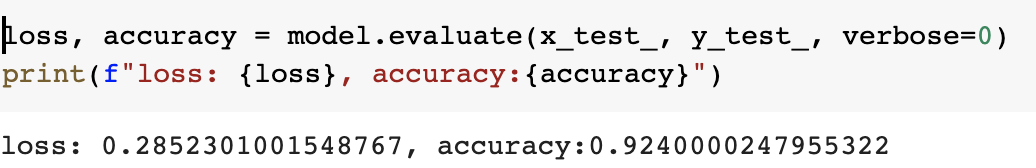 loss, accuracy = model.evaluate(x_test_, y_test_, verbose=0)
print(f"loss: {loss}, accuracy:{accuracy}")
loss: 0.2852301001548767, accuracy:0.9240000247955322